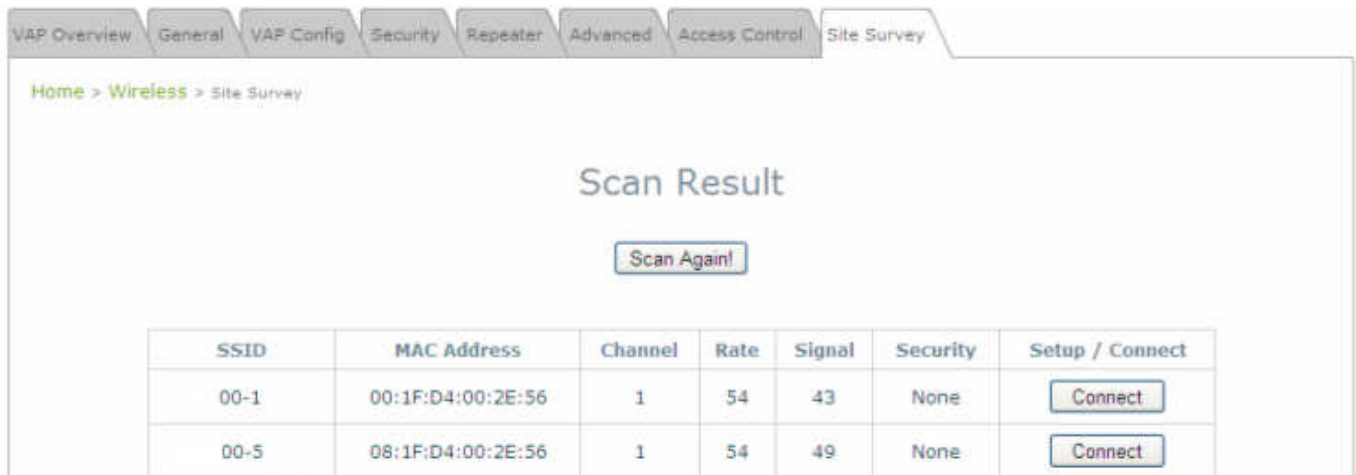 VAP Overview General VAP Config Security Repeater Advanced Access Control Site Survey
Home > Wireless > Site Survey
Scan Result
Scan Again!
SSID MAC Address Channel Rate Signal Security Setup / Connect
00-1 00:1F:D4:00:2E:56 1 54 43 None Connect
00-5 08:1F:D4:00:2E:56 1 54 49 None Connect